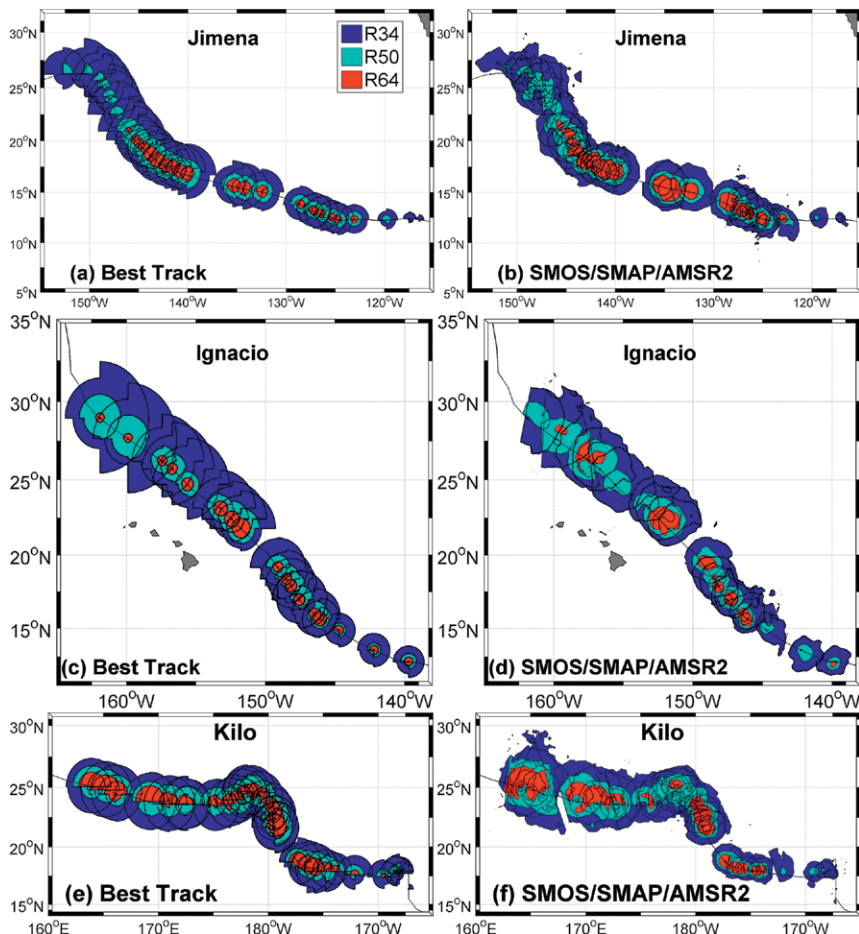 Jimena
R34
R50
R64
30°N
25°N
20°N
15°N
10°N
5°N
(a) Best Track
150°W 140°W 130°W 120°W
Jimena
30°N
25°N
20°N
15°N
10°N
5°N
(b) SMOS/SMAP/AMSR2
150°W 140°W 130°W 120°W
Ignacio
35°N
30°N
25°N
20°N
15°N
(c) Best Track
160°W 150°W 140°W
Ignacio
35°N
30°N
25°N
20°N
15°N
(d) SMOS/SMAP/AMSR2
160°W 150°W 140°W
Kilo
30°N
25°N
20°N
15°N
(e) Best Track
160°E 170°E 180°W 170°W
Kilo
30°N
25°N
20°N
15°N
(f) SMOS/SMAP/AMSR2
160°E 170°E 180°W 170°W